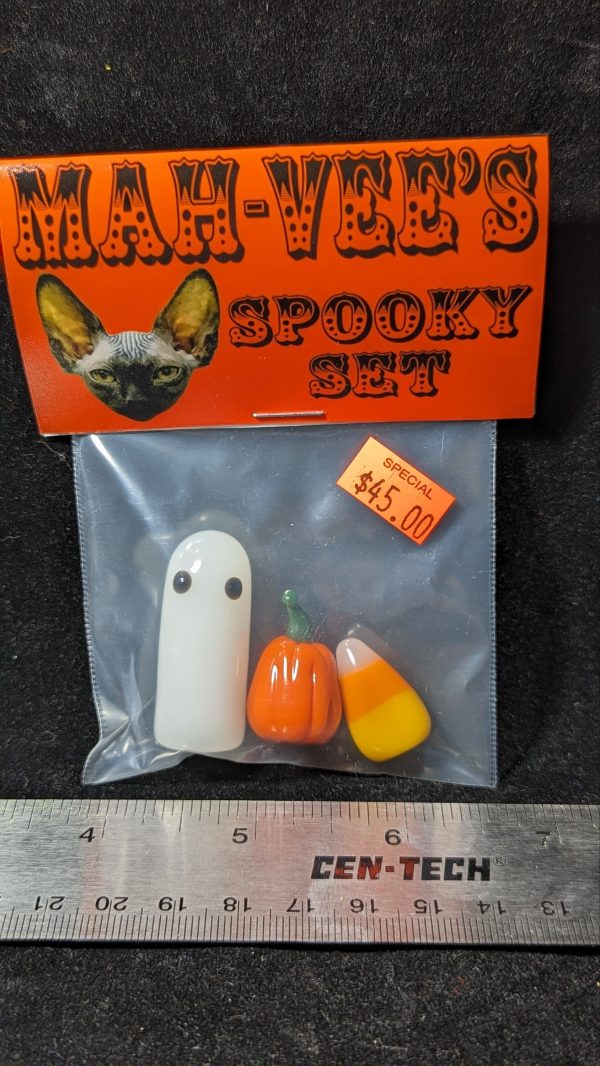 MAH-VEE'S
SPOOKY
SET
SPECIAL
$45.00
4 5 6 7
CEN-TECH®
21 20 19 18 17 16 15 14 13